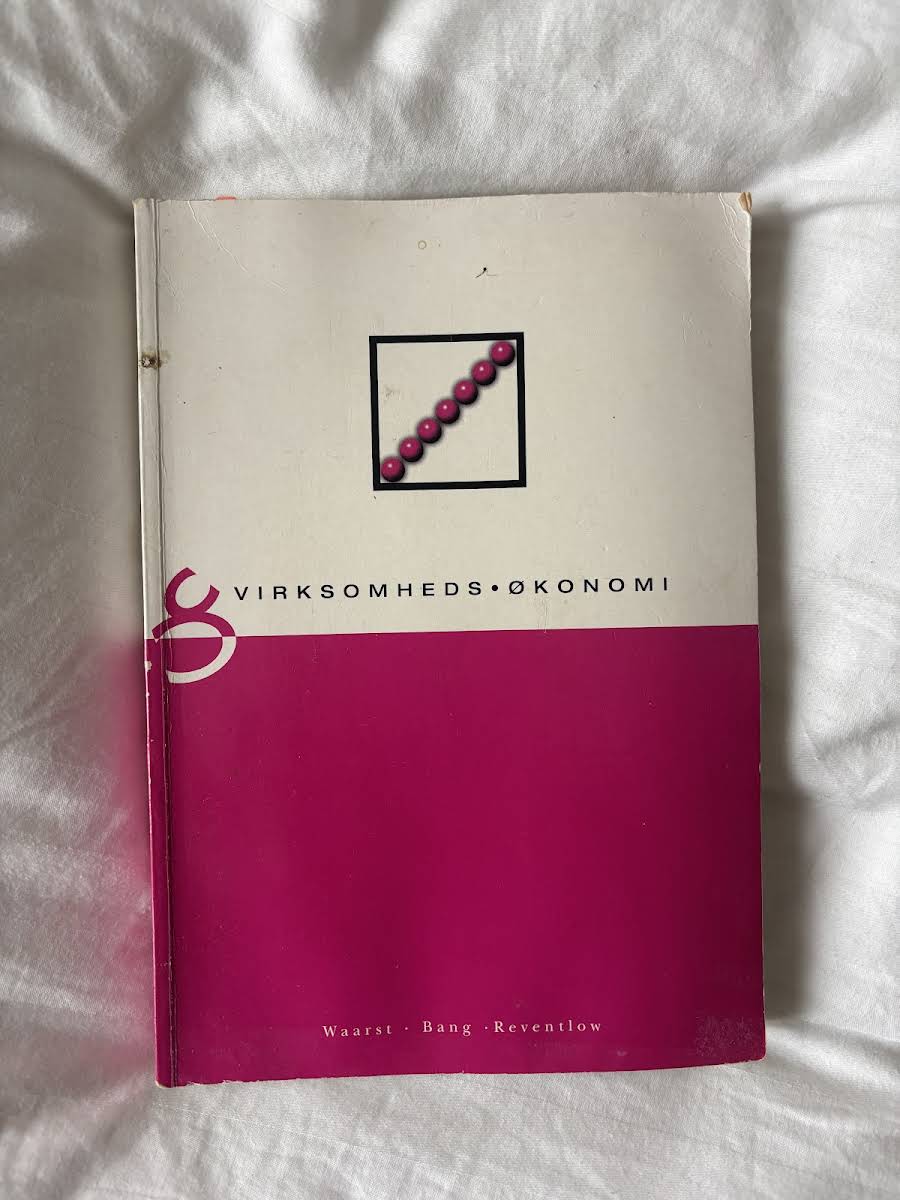 VIRKSOMHEDS•ØKONOMI
Waarst · Bang · Reventlow